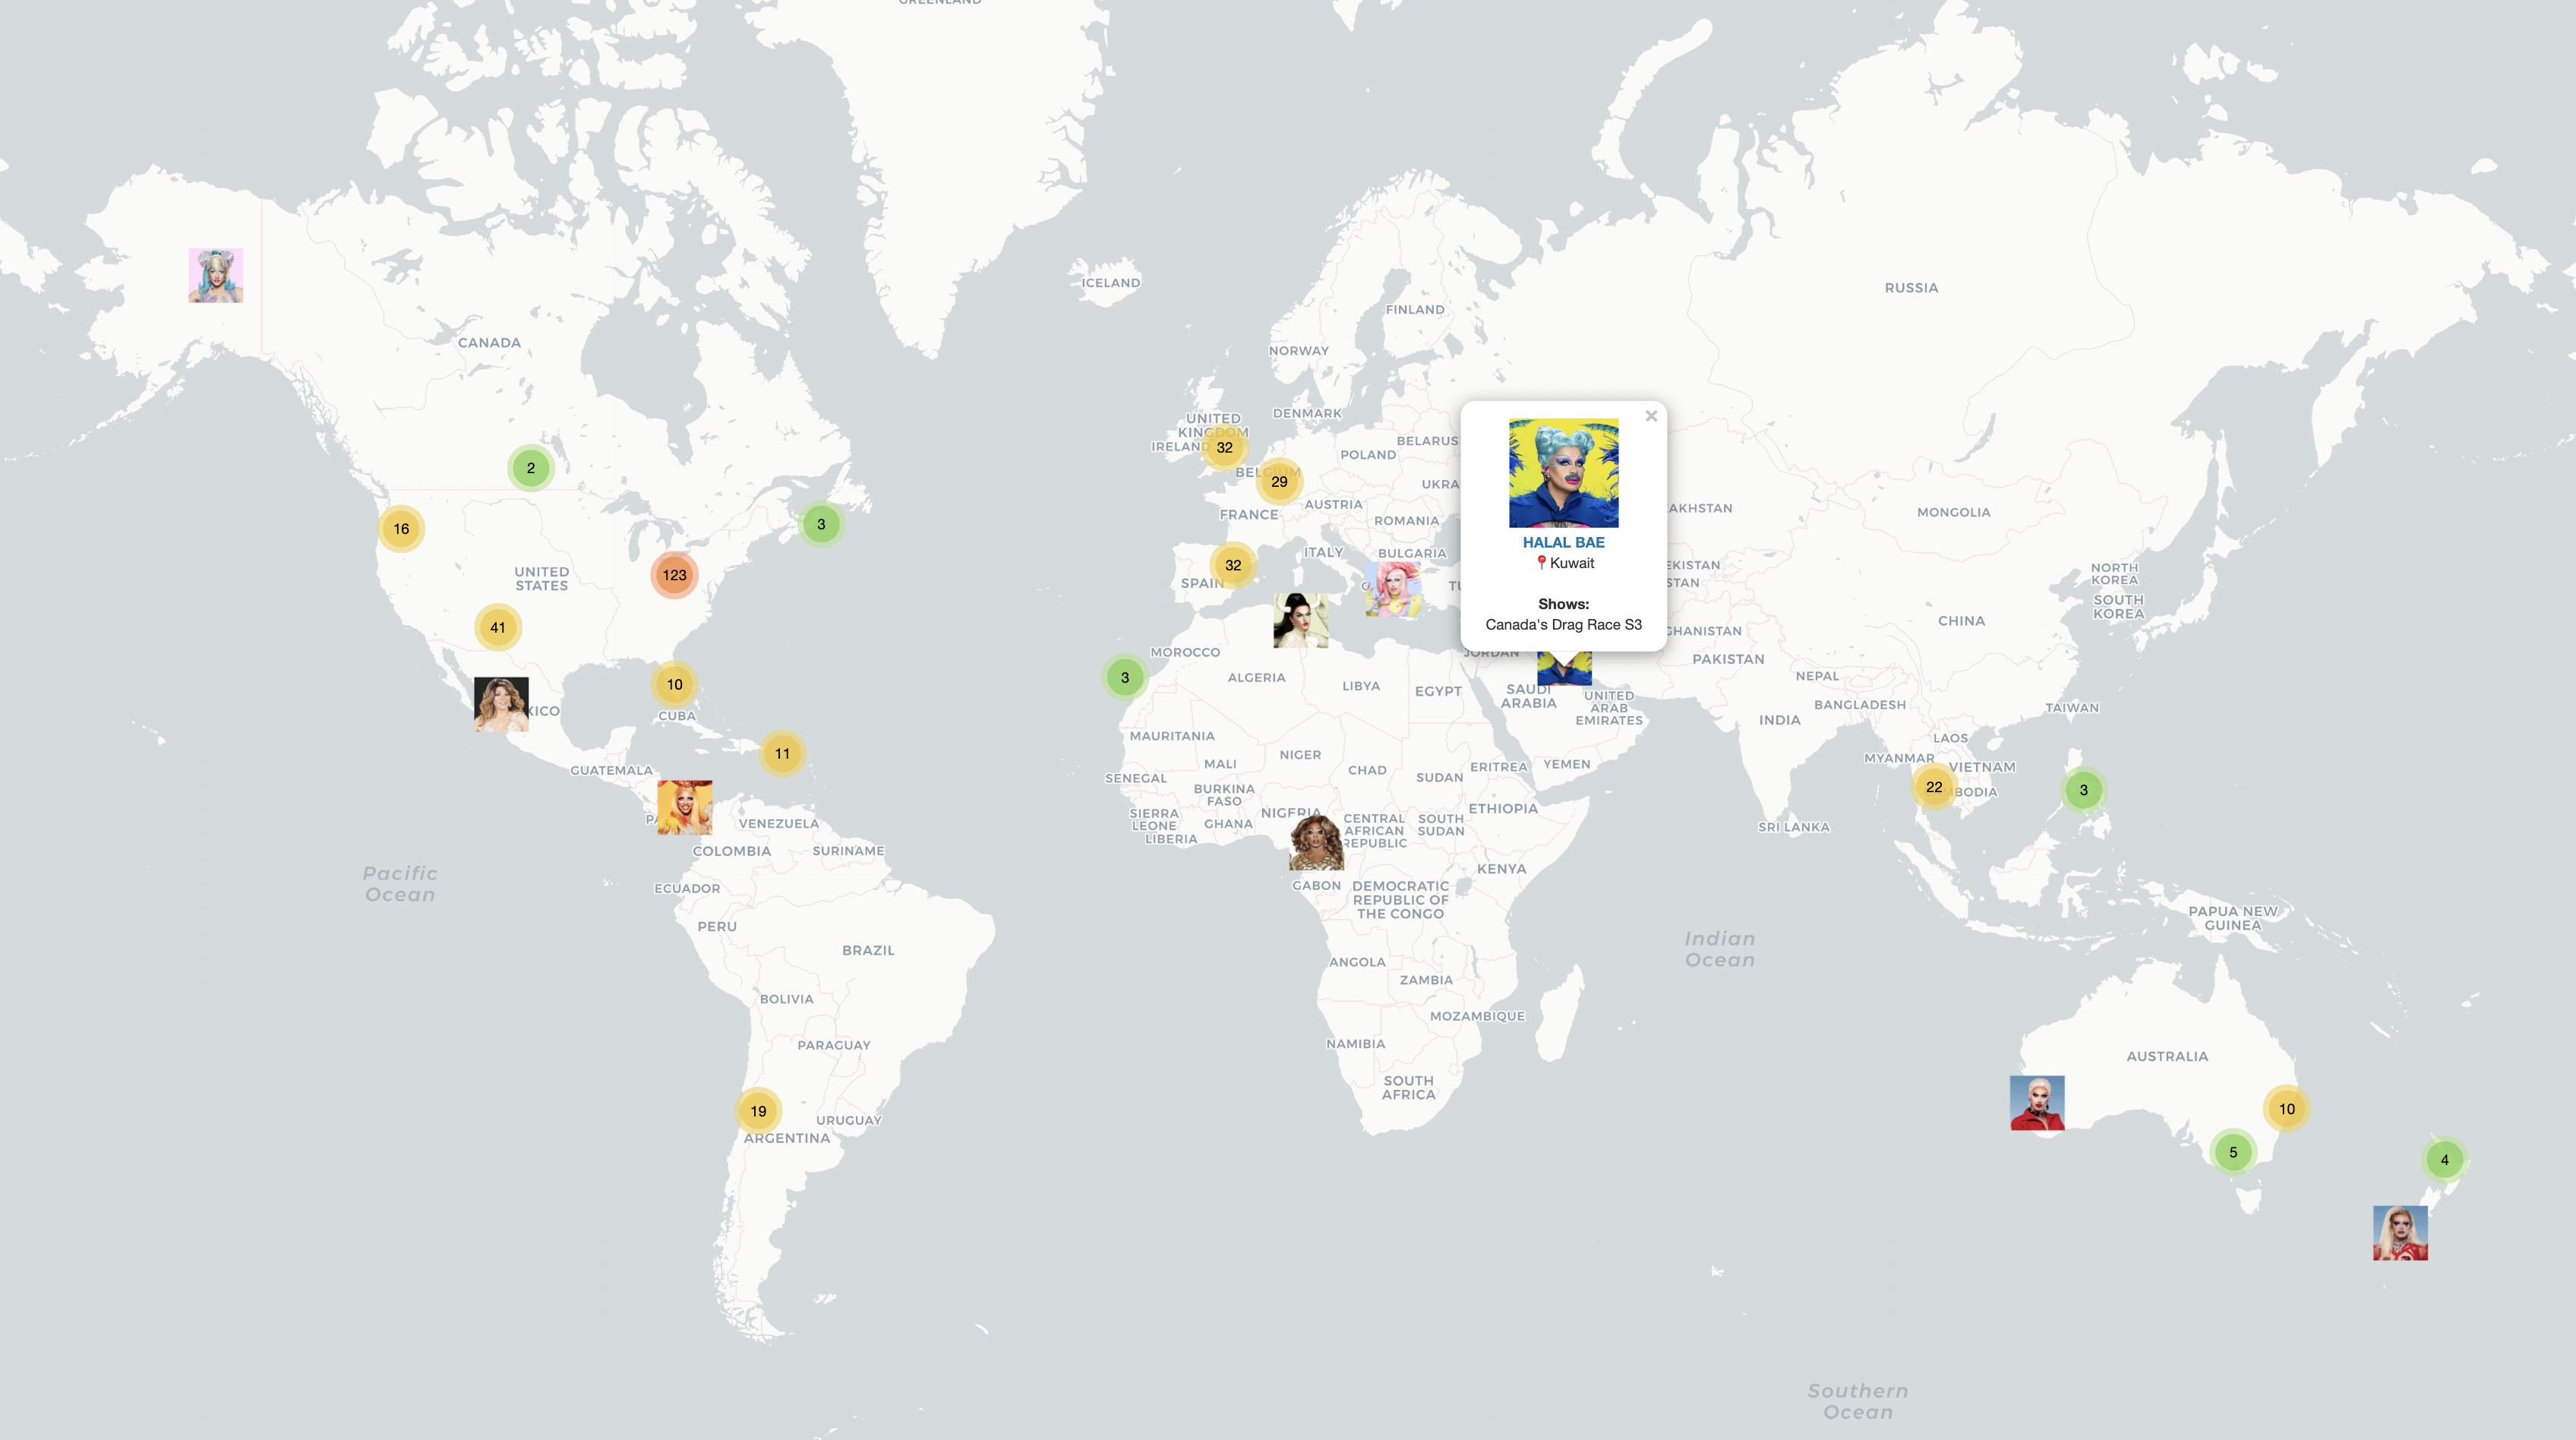 GREENLAND
ICELAND
RUSSIA
FINLAND
CANADA
NORWAY
DENMARK
UNITED
KINGDOM
IRELAND
32
BELARUS
POLAND
2
BELGIUM
29
UKRA
×
HALAL BAE
Kuwait
Shows:
Canada's Drag Race S3
AUSTRIA
FRANCE
ROMANIA
AKHSTAN
MONGOLIA
16
3
ITALY
BULGARIA
32
SPAIN
EKISTAN
STAN
123
UNITED
STATES
NORTH
KOREA
SOUTH
KOREA
CHINA
41
GHANISTAN
MOROCCO
JORDAN
PAKISTAN
3
ALGERIA
LIBYA
EGYPT
SAUDI
ARABIA
UNITED
ARAB
EMIRATES
NEPAL
BANGLADESH
TAIWAN
INDIA
10
CUBA
XICO
MAURITANIA
LAOS
11
NIGER
MYANMAR
VIETNAM
GUATEMALA
SENEGAL
MALI
CHAD
SUDAN
ERITREA
YEMEN
22
BODIA
3
BURKINA
FASO
NIGERIA
ETHIOPIA
SIERRA
LEONE
LIBERIA
GHANA
CENTRAL
AFRICAN
REPUBLIC
SOUTH
SUDAN
SRI LANKA
PA
VENEZUELA
COLOMBIA
SURINAME
Pacific
Ocean
ECUADOR
KENYA
GABON
DEMOCRATIC
REPUBLIC OF
THE CONGO
PERU
PAPUA NEW
GUINEA
BRAZIL
Indian
Ocean
ANGOLA
ZAMBIA
BOLIVIA
MOZAMBIQUE
PARAGUAY
NAMIBIA
AUSTRALIA
SOUTH
AFRICA
19
URUGUAY
ARGENTINA
10
5
4
Southern
Ocean